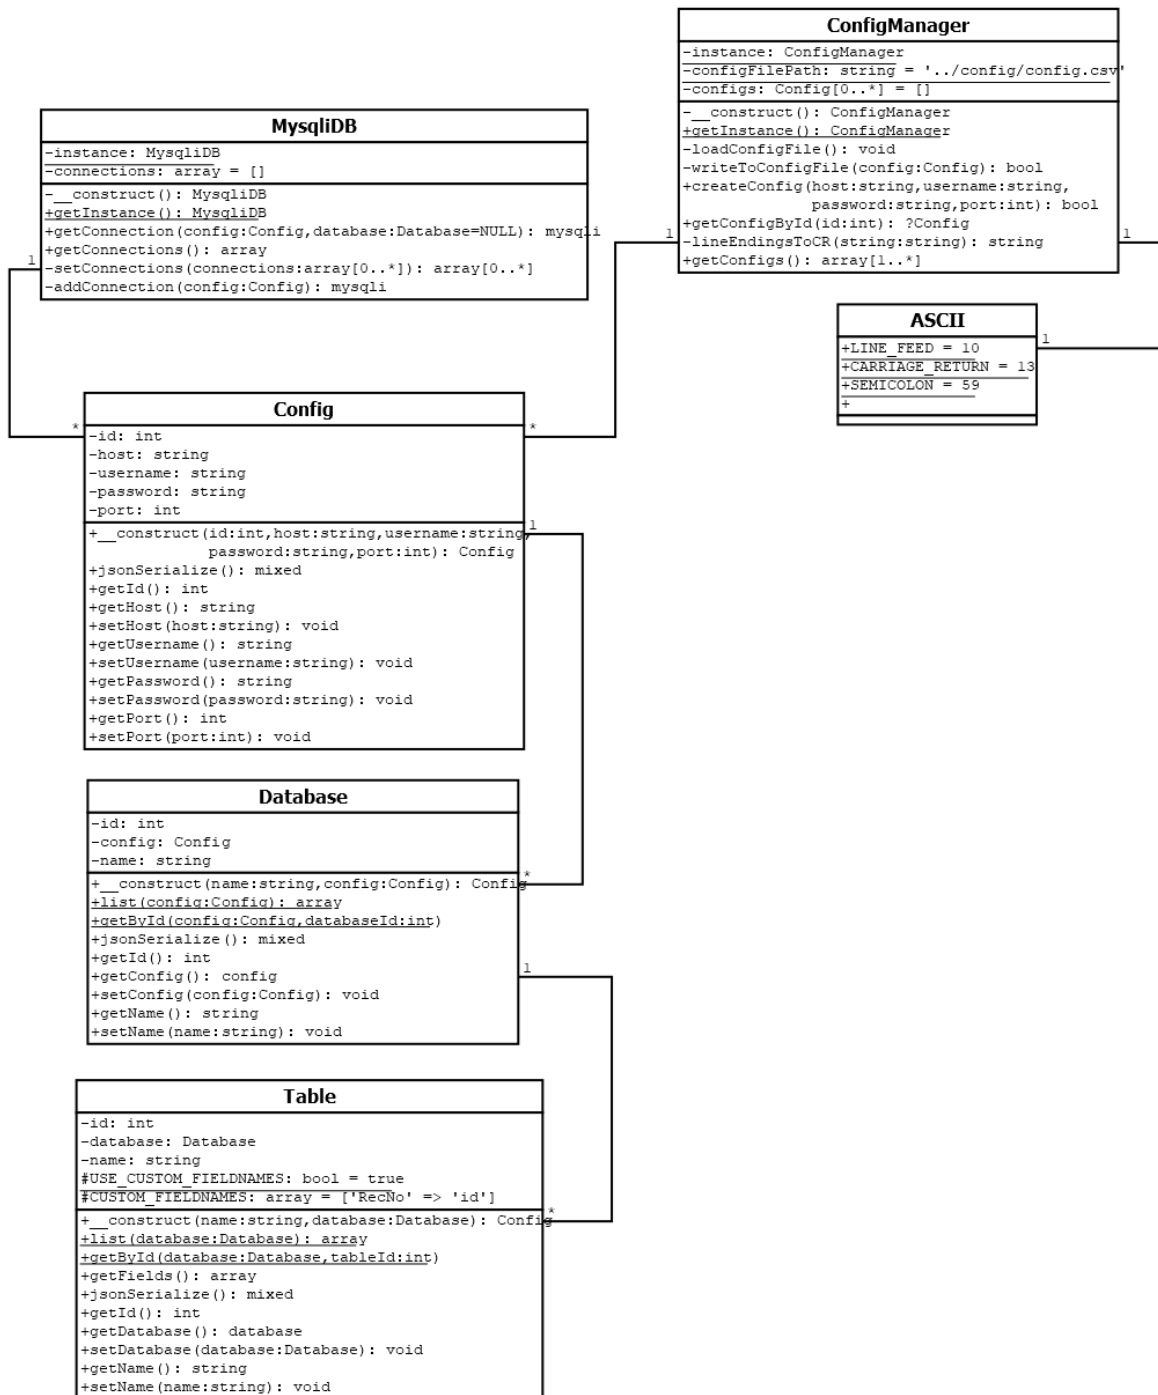 ConfigManager
-instance: ConfigManager
-configFilePath: string = '../config/config.csv'
-configs: Config[0..*] = []
-__construct(): ConfigManager
+getInstance(): ConfigManager
-loadConfigFile(): void
-writeToConfigFile(config:Config): bool
+createConfig(host:string,username:string,
password:string,port:int): bool
+getConfigById(id:int): ?Config
-lineEndingsToCR(string:string): string
+getConfigs(): array[1..*]
1
1
MysqliDB
-instance: MysqliDB
-connections: array = []
-__construct(): MysqliDB
+getInstance(): MysqliDB
+getConnection(config:Config,database:Database=NULL): mysqli
+getConnections(): array
-setConnections(connections:array[0..*]): array[0..*]
-addConnection(config:Config): mysqli
1
ASCII
+LINE_FEED = 10
+CARRIAGE_RETURN = 13
+SEMICOLON = 59
+
1
Config
-id: int
-host: string
-username: string
-password: string
-port: int
+__construct(id:int,host:string,username:string,
password:string,port:int): Config
+jsonSerialize(): mixed
+getId(): int
+getHost(): string
+setHost(host:string): void
+getUsername(): string
+setUsername(username:string): void
+getPassword(): string
+setPassword(password:string): void
+getPort(): int
+setPort(port:int): void
*
*
1
Database
-id: int
-config: Config
-name: string
+__construct(name:string,config:Config): Config
+list(config:Config): array
+getById(config:Config,databaseId:int)
+jsonSerialize(): mixed
+getId(): int
+getConfig(): config
+setConfig(config:Config): void
+getName(): string
+setName(name:string): void
*
1
Table
-id: int
-database: Database
-name: string
#USE_CUSTOM_FIELDNAMES: bool = true
#CUSTOM_FIELDNAMES: array = ['RecNo' => 'id']
+__construct(name:string,database:Database): Config
+list(database:Database): array
+getById(database:Database,tableId:int)
+getFields(): array
+jsonSerialize(): mixed
+getId(): int
+getDatabase(): database
+setDatabase(database:Database): void
+getName(): string
+setName(name:string): void
*